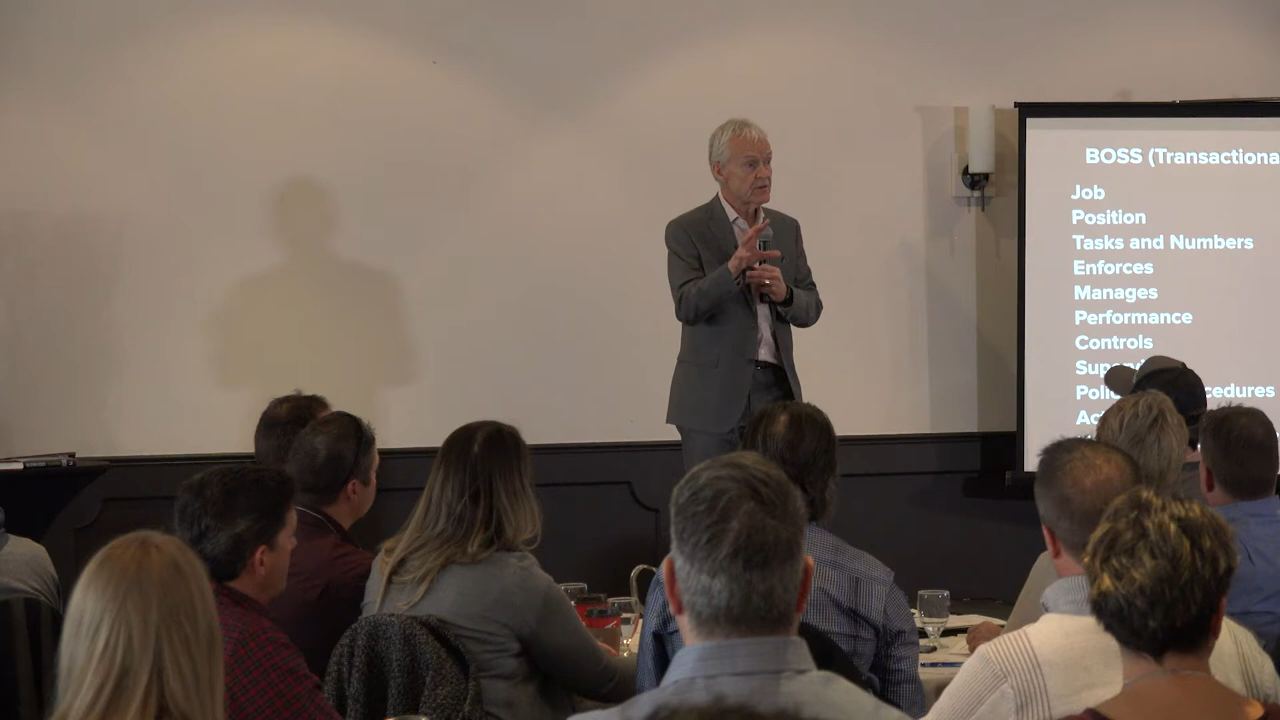 BOSS (Transactiona
Job
Position
Tasks and Numbers
Enforces
Manages
Performance
Controls